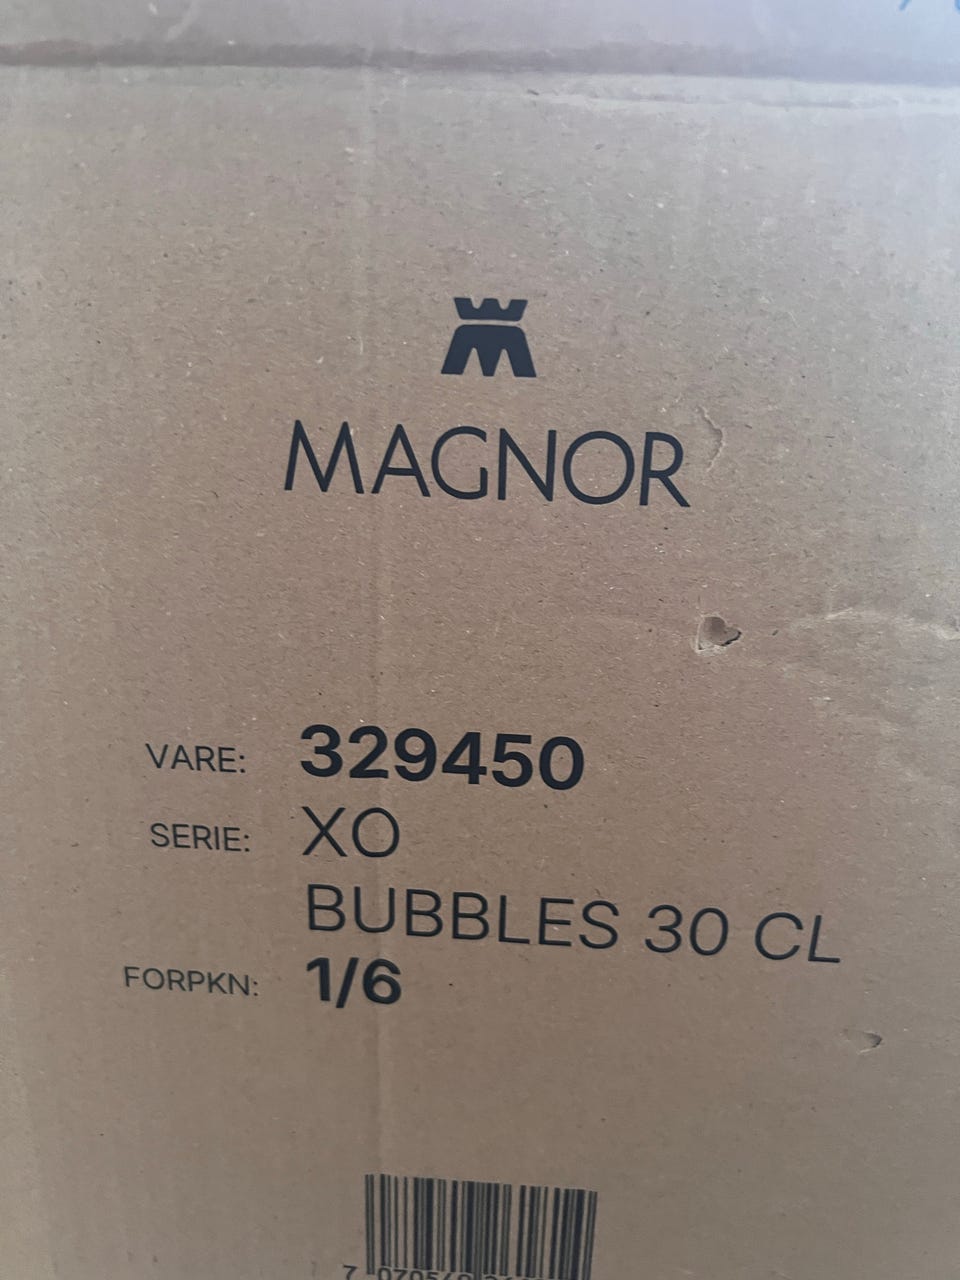 MAGNOR
VARE: 329450
SERIE: XO
BUBBLES 30 CL
FORPKN: 1/6